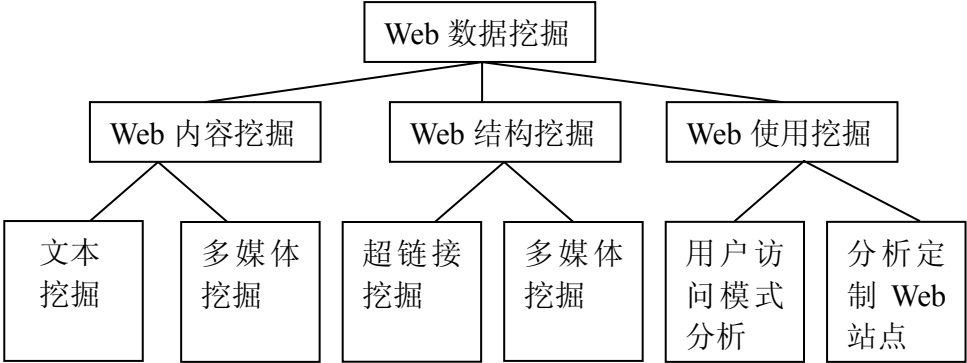 Web 数据挖掘
Web 内容挖掘
Web 结构挖掘
Web 使用挖掘
文本
挖掘
多媒体
挖掘
超链接
挖掘
多媒体
挖掘
用户访
问模式
分析
分析定
制 Web
站点